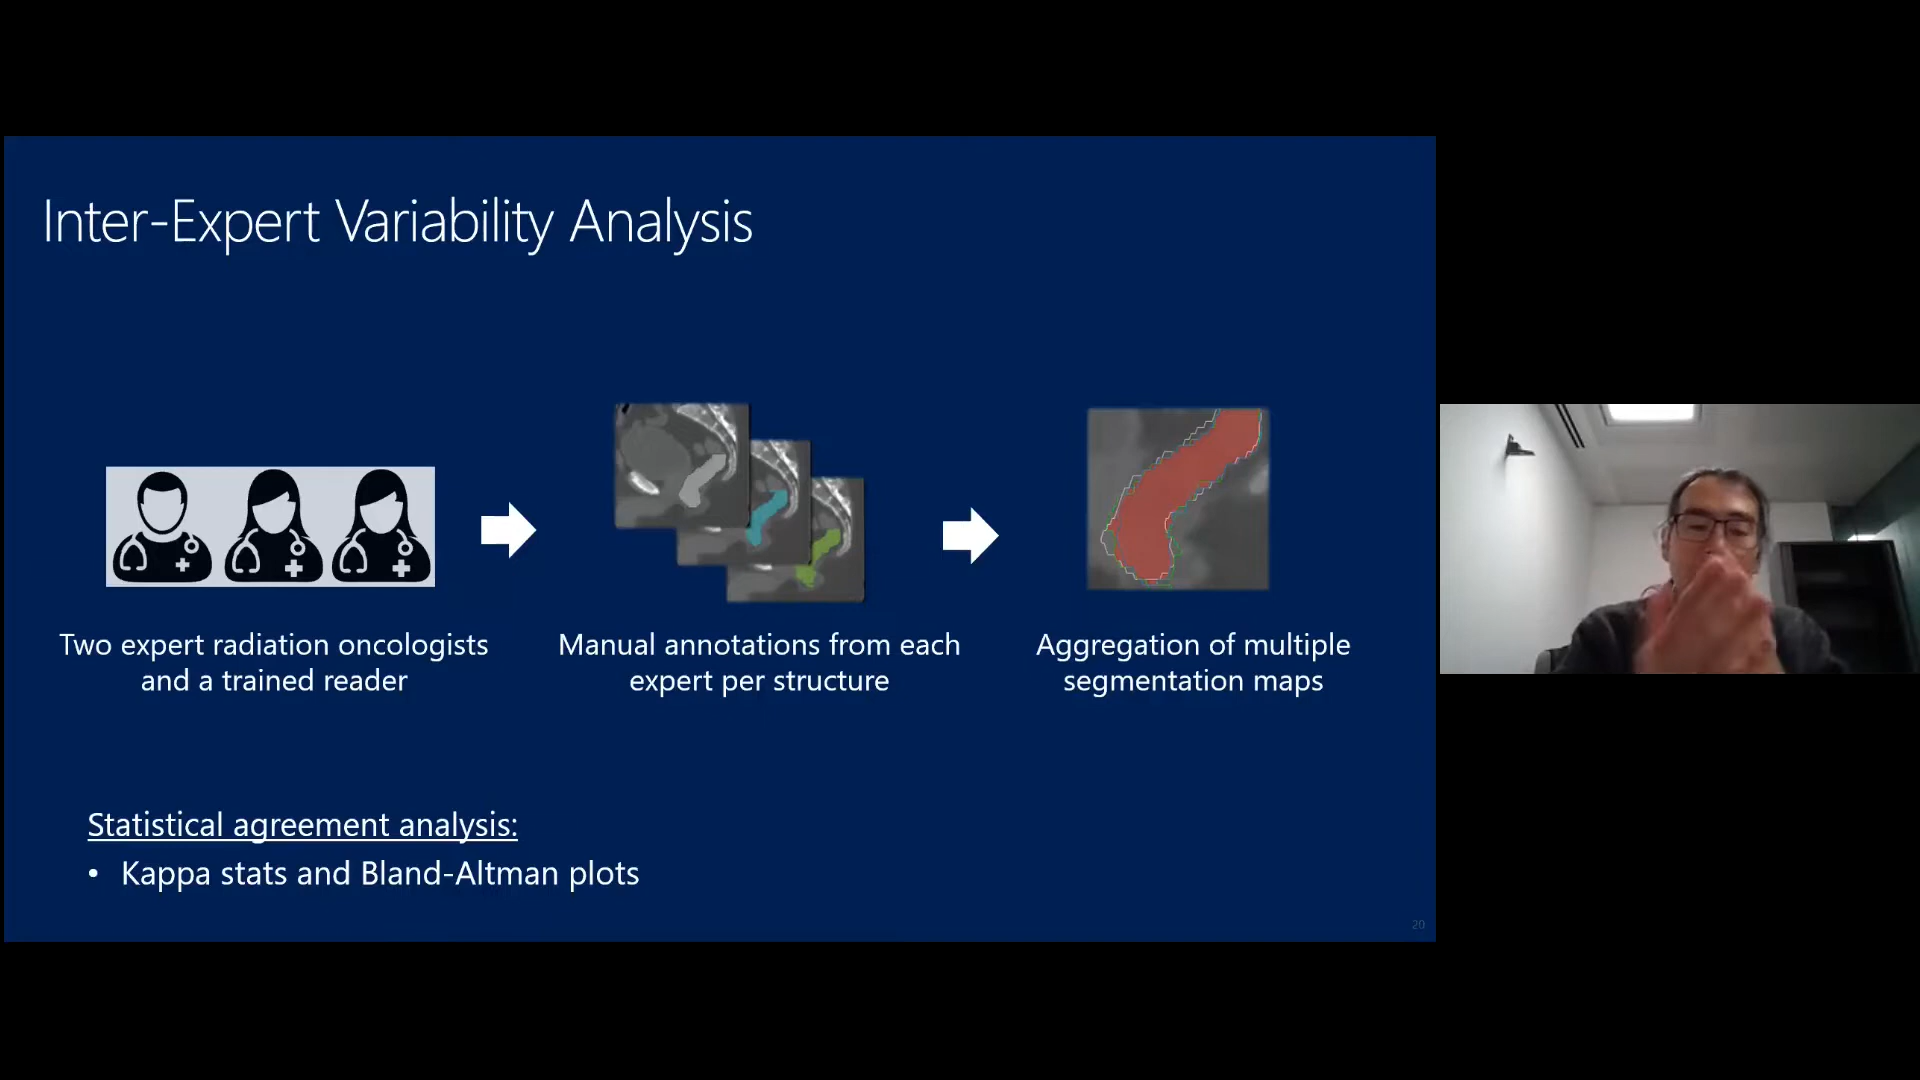 Inter-Expert Variability Analysis
Two expert radiation oncologists
and a trained reader
Manual annotations from each
expert per structure
Aggregation of multiple
segmentation maps
Statistical agreement analysis:
• Kappa stats and Bland-Altman plots
20